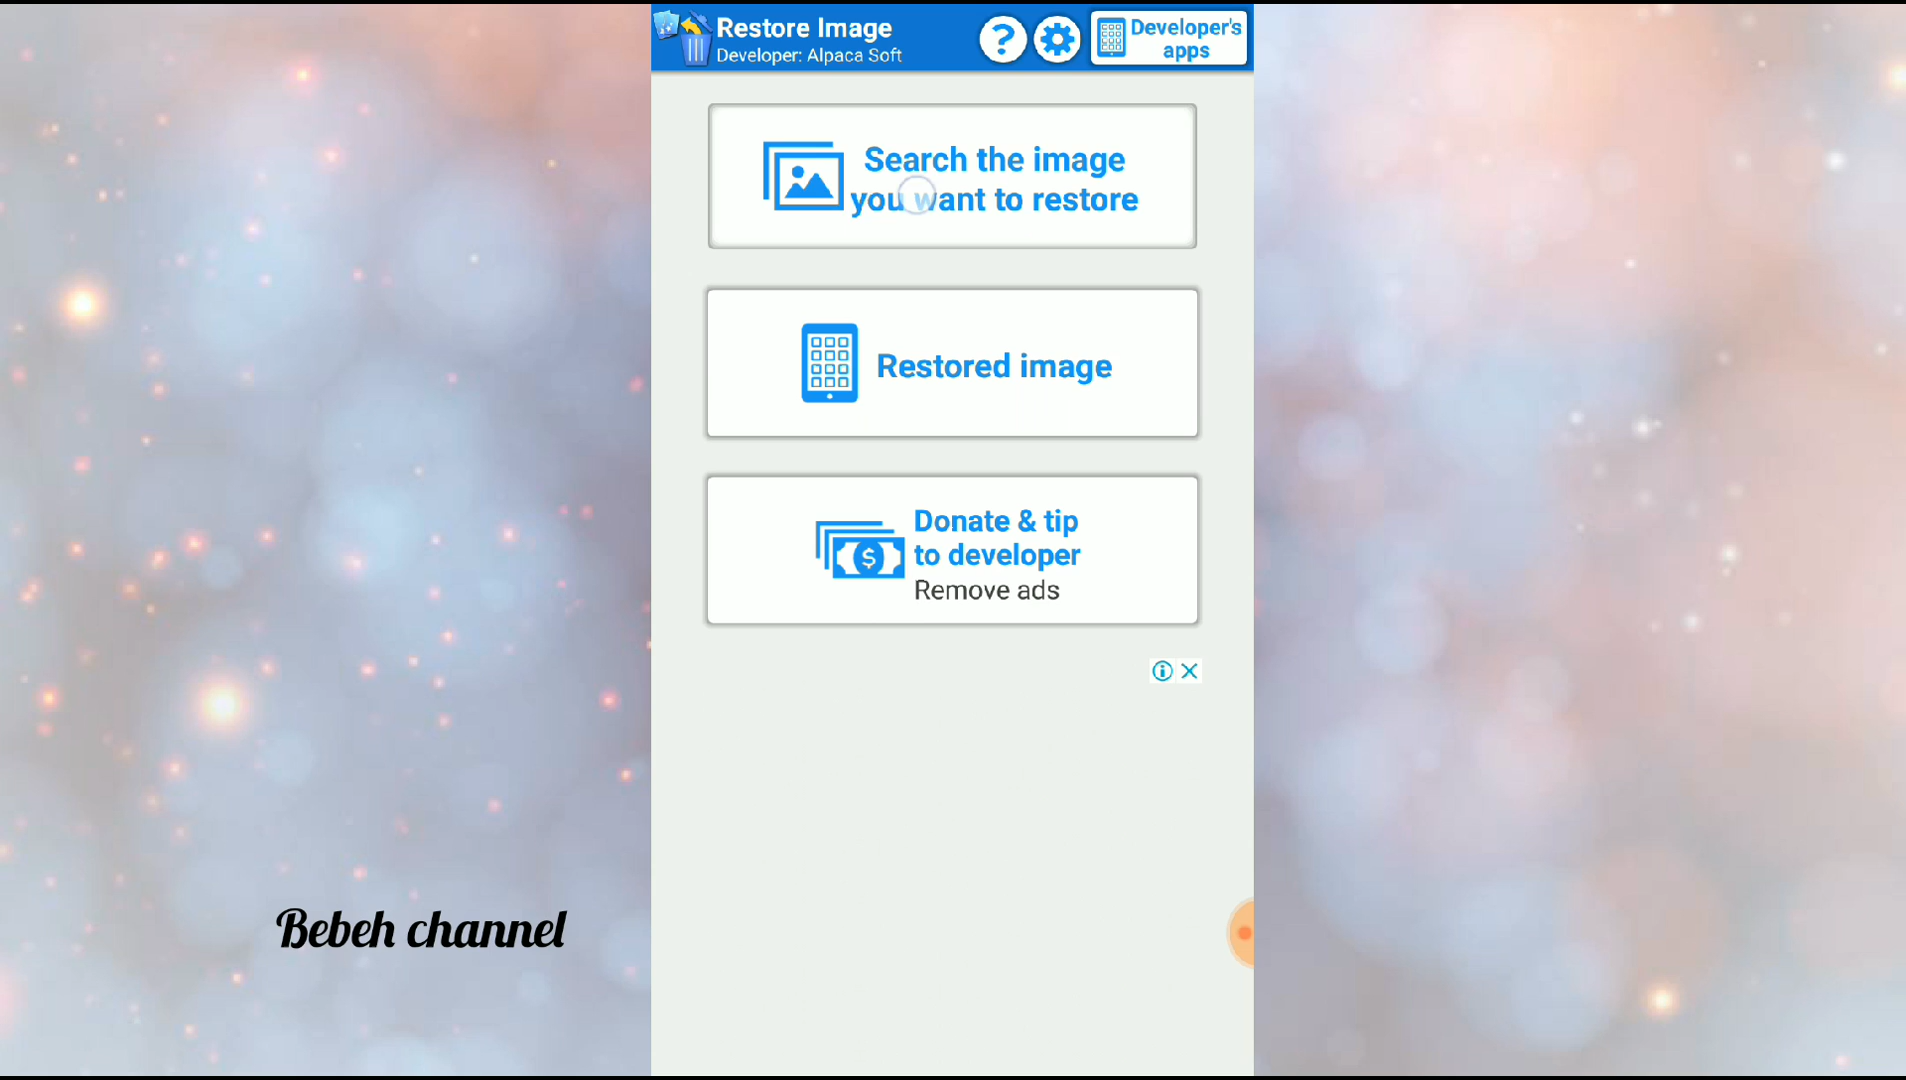 Restore Image
Developer: Alpaca Soft
?
Developer's
apps
Search the image
you want to restore
Restored image
Donate & tip
to developer
Remove ads
Bebeh channel